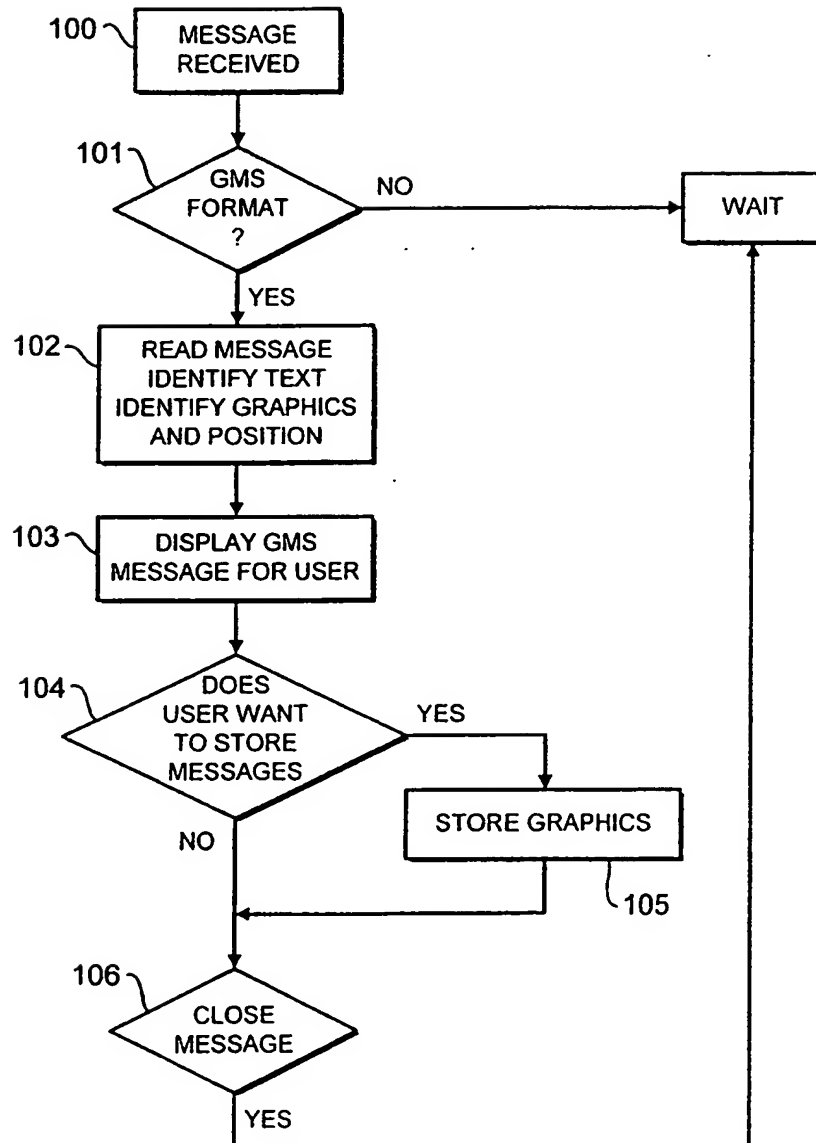 100
MESSAGE
RECEIVED
101
GMS
FORMAT
?
NO
WAIT
YES
102
READ MESSAGE
IDENTIFY TEXT
IDENTIFY GRAPHICS
AND POSITION
103
DISPLAY GMS
MESSAGE FOR USER
104
DOES
USER WANT
TO STORE
MESSAGES
YES
STORE GRAPHICS
105
NO
106
CLOSE
MESSAGE
YES